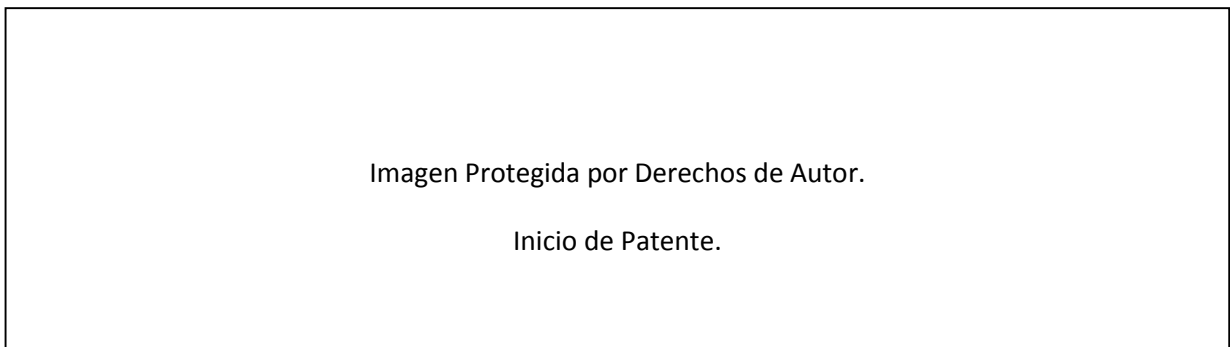 Imagen Protegida por Derechos de Autor.
Inicio de Patente.